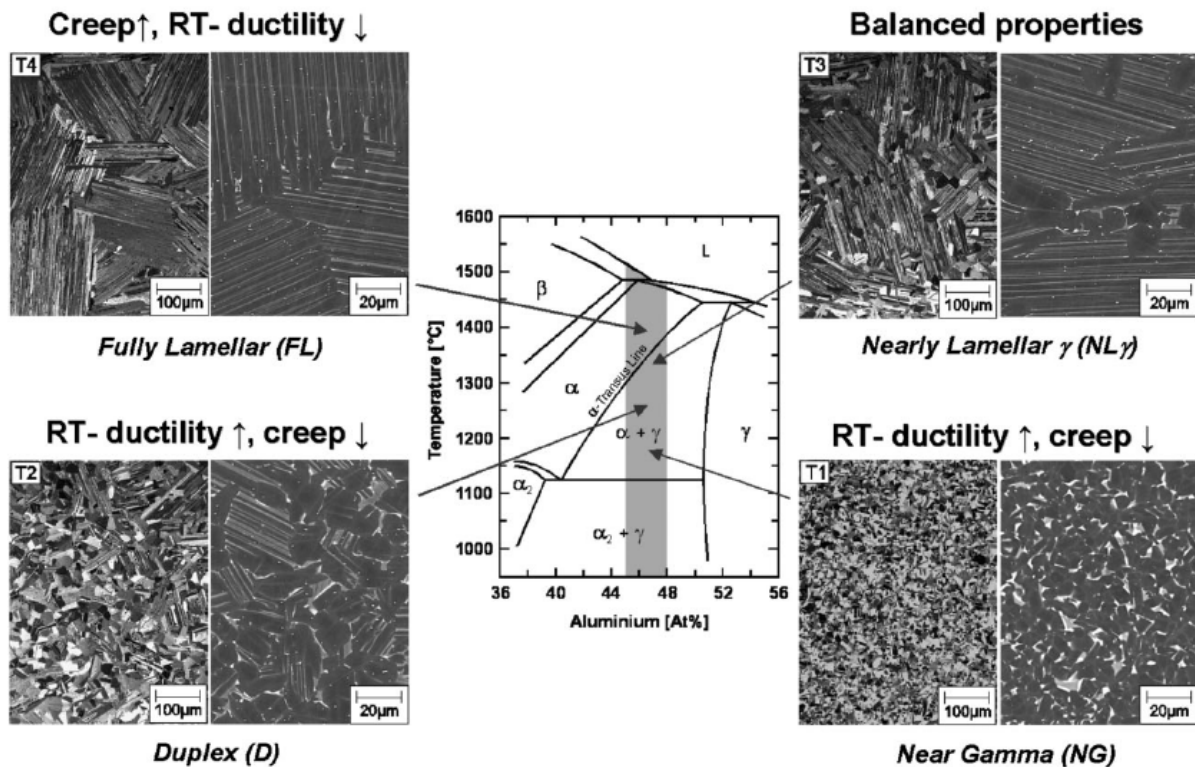 Creep↑, RT- ductility ↓
T4
100µm
20µm
Fully Lamellar (FL)
Balanced properties
T3
100µm
20µm
Nearly Lamellar γ (NLγ)
RT- ductility ↑, creep ↓
T2
100µm
20µm
Duplex (D)
RT- ductility ↑, creep ↓
T1
100µm
20µm
Near Gamma (NG)
Temperature [°C]
1600
1500
1400
1300
1200
1100
1000
L
β
α
α-Transus Line
γ
α + γ
α₂
α₂ + γ
36 40 44 48 52 56
Aluminium [At%]